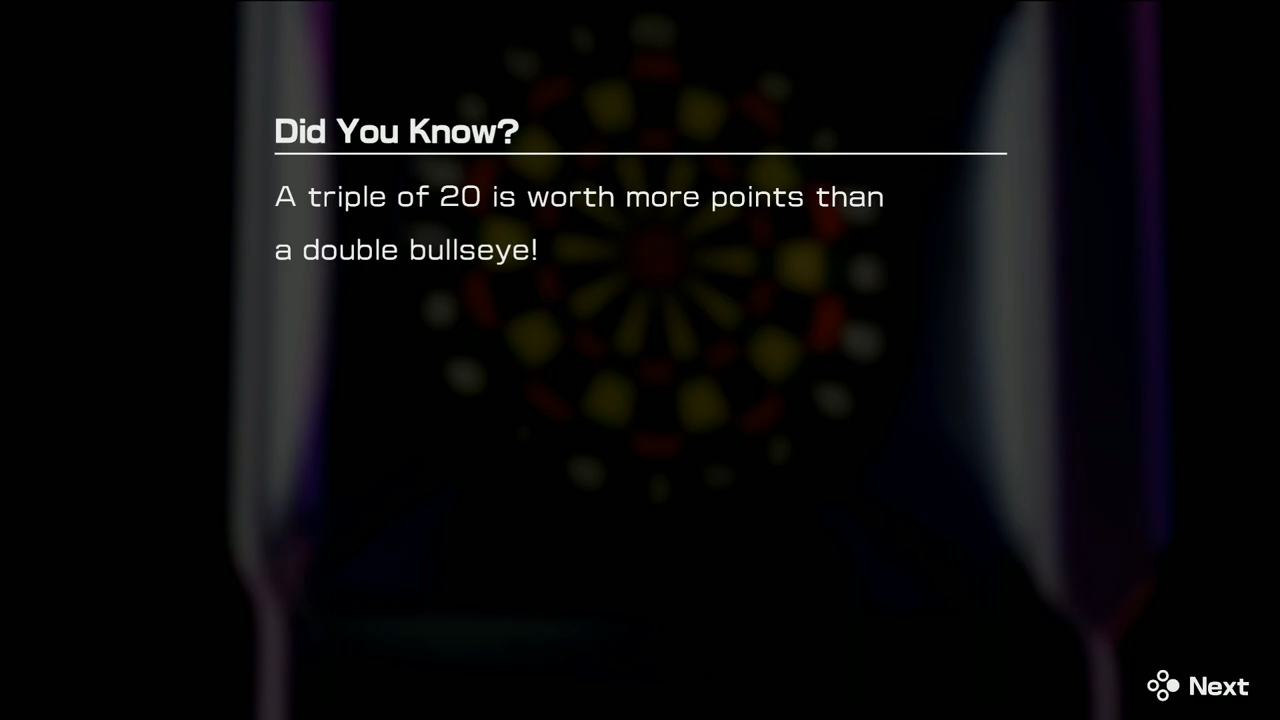 Did You Know?
A triple of 20 is worth more points than
a double bullseye!
Next